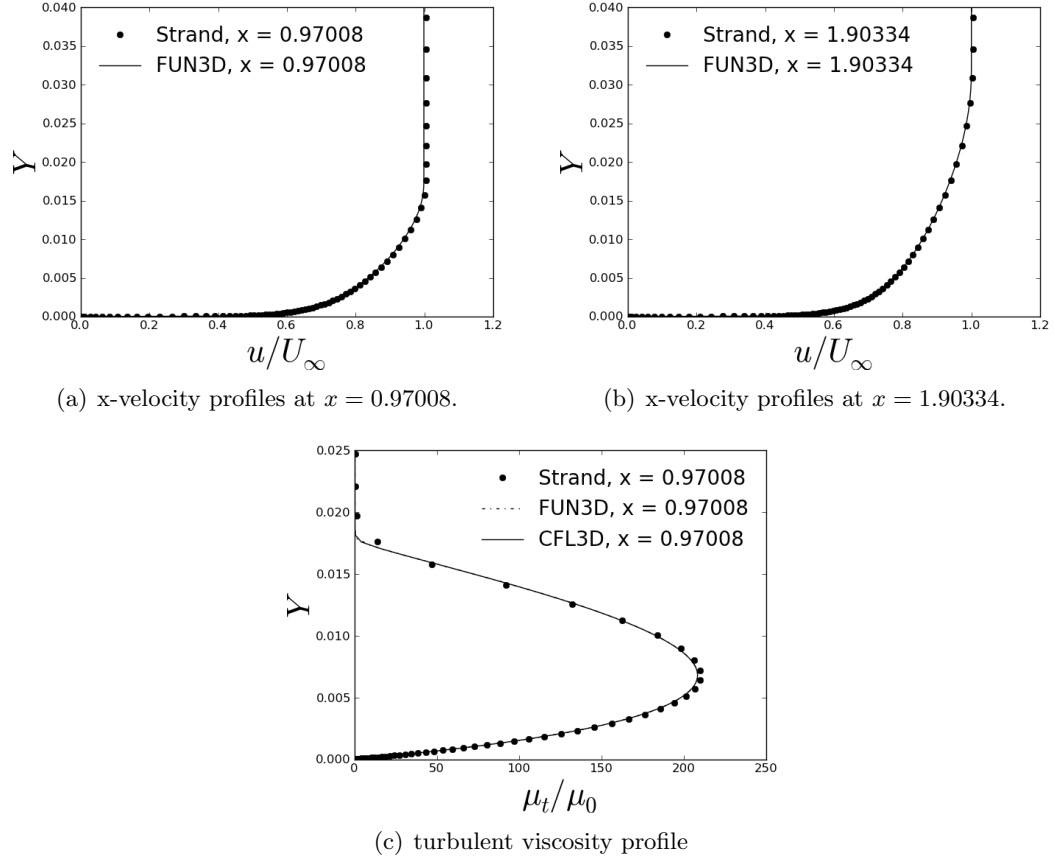 0.040
0.035
0.030
0.025
0.020
0.015
0.010
0.005
0.000
Y
Strand, x = 0.97008
FUN3D, x = 0.97008
0.0 0.2 0.4 0.6 0.8 1.0 1.2
u/U∞
(a) x-velocity profiles at x = 0.97008.
0.040
0.035
0.030
0.025
0.020
0.015
0.010
0.005
0.000
Y
Strand, x = 1.90334
FUN3D, x = 1.90334
0.0 0.2 0.4 0.6 0.8 1.0 1.2
u/U∞
(b) x-velocity profiles at x = 1.90334.
0.025
0.020
0.015
0.010
0.005
0.000
Y
Strand, x = 0.97008
FUN3D, x = 0.97008
CFL3D, x = 0.97008
0 50 100 150 200 250
μt/μ0
(c) turbulent viscosity profile